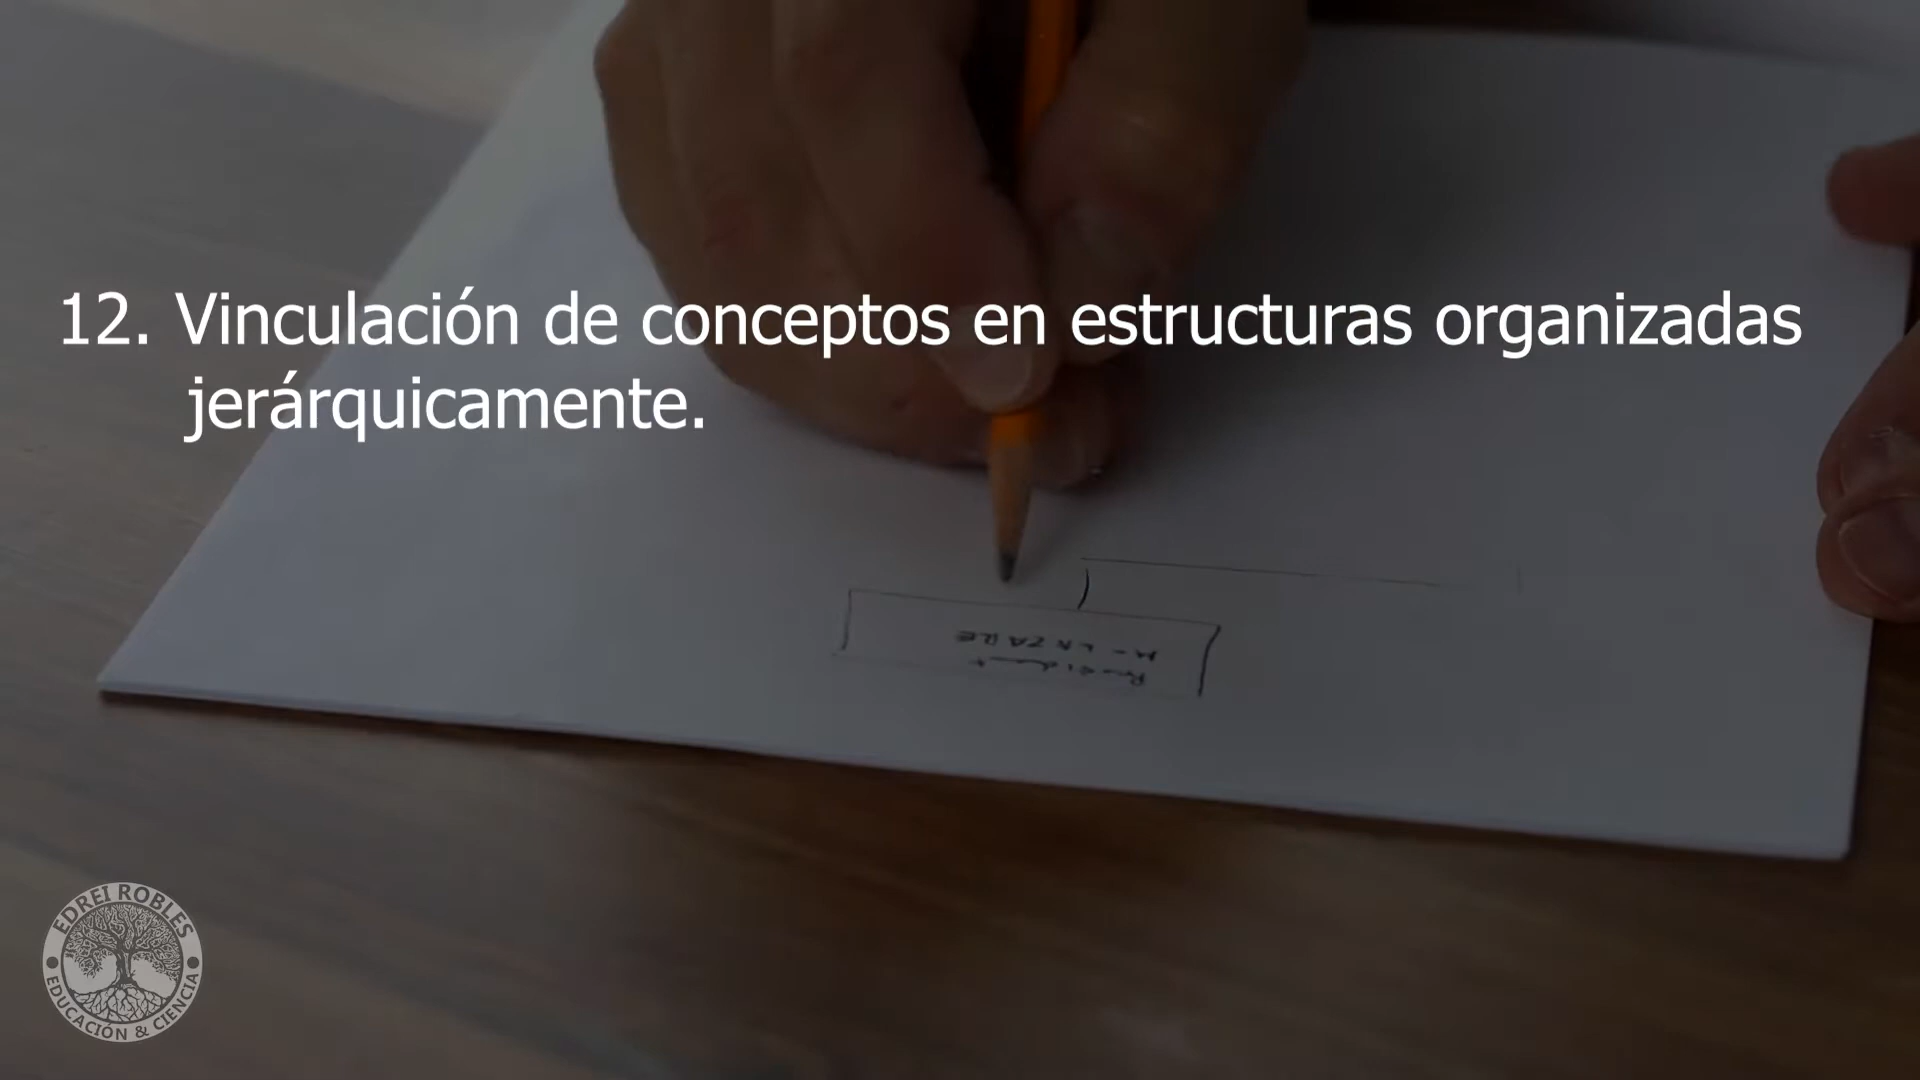 12. Vinculación de conceptos en estructuras organizadas
jerárquicamente.
EDREI ROBLES
EDUCACIÓN & CIENCIA